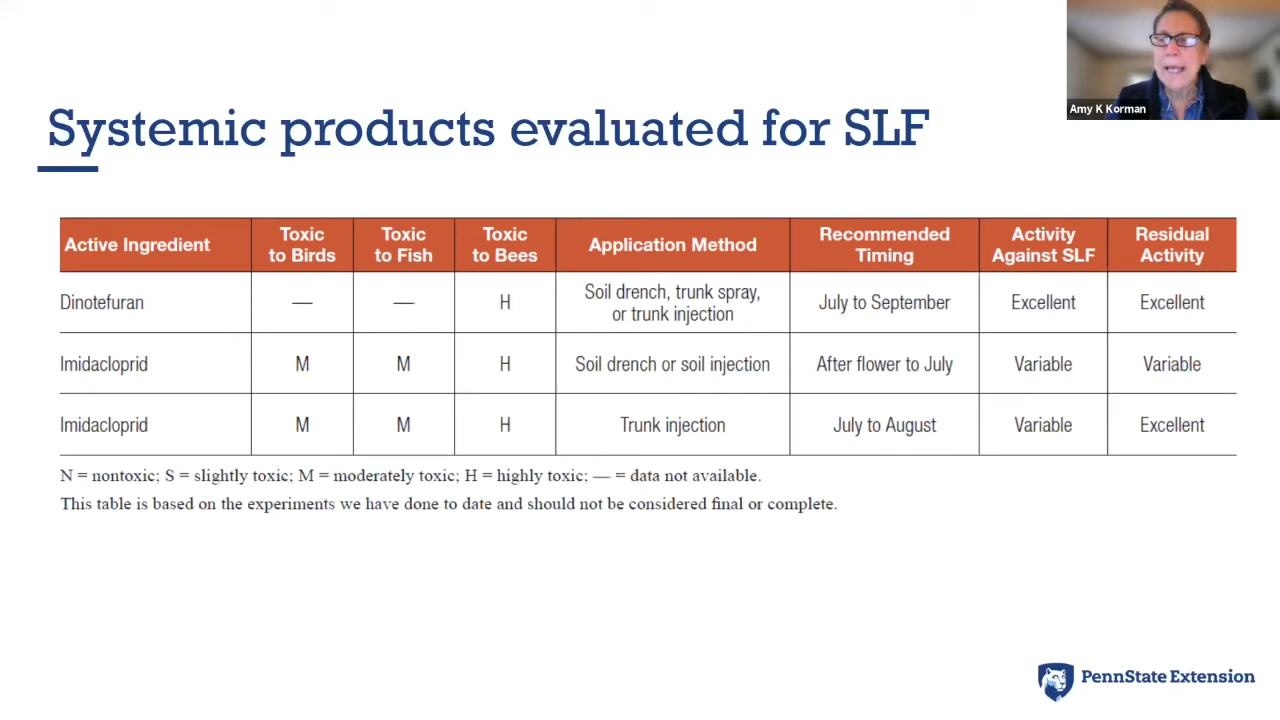 Amy K Korman
Systemic products evaluated for SLF
Active Ingredient
Toxic
to Birds
Toxic
to Fish
Toxic
to Bees
Application Method
Recommended
Timing
Activity
Against SLF
Residual
Activity
Dinotefuran
—
—
H
Soil drench, trunk spray,
or trunk injection
July to September
Excellent
Excellent
Imidacloprid
M
M
H
Soil drench or soil injection
After flower to July
Variable
Variable
Imidacloprid
M
M
H
Trunk injection
July to August
Variable
Excellent
N = nontoxic; S = slightly toxic; M = moderately toxic; H = highly toxic; — = data not available.
This table is based on the experiments we have done to date and should not be considered final or complete.
PennState Extension